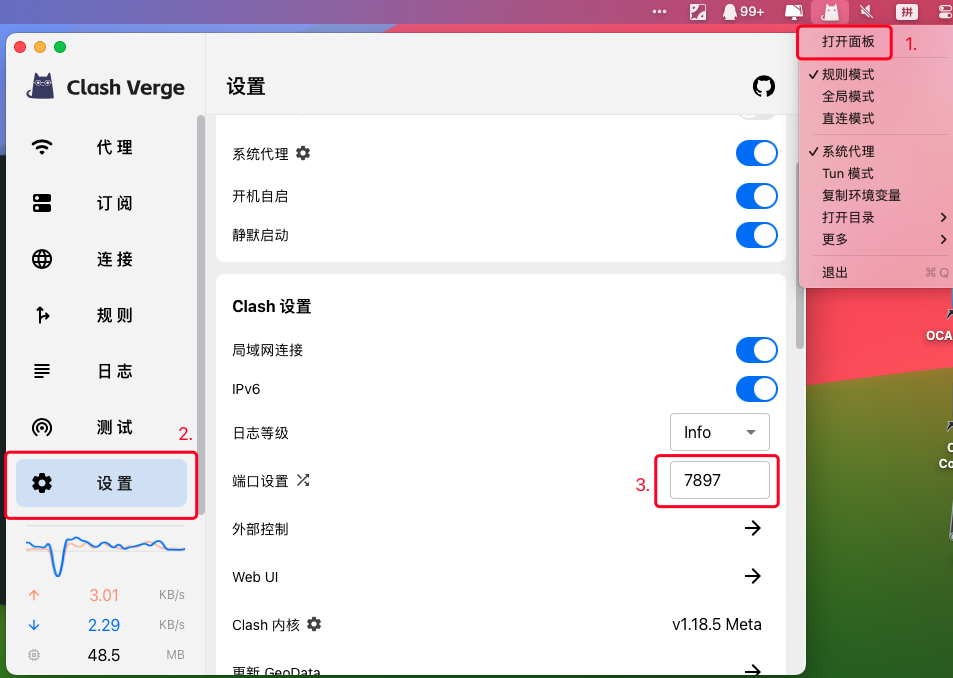 99+
拼
打开面板
1.
规则模式
全局模式
直连模式
系统代理
Tun 模式
复制环境变量
打开目录
更多
退出
⌘ Q
Clash Verge
代 理
订 阅
连 接
规 则
日 志
测 试
2.
设 置
3.01
KB/s
2.29
KB/s
48.5
MB
设置
系统代理
开机自启
静默启动
Clash 设置
局域网连接
IPv6
日志等级
Info
端口设置
3.
7897
外部控制
Web UI
Clash 内核
v1.18.5 Meta
更新 GeoData
OCA
Co